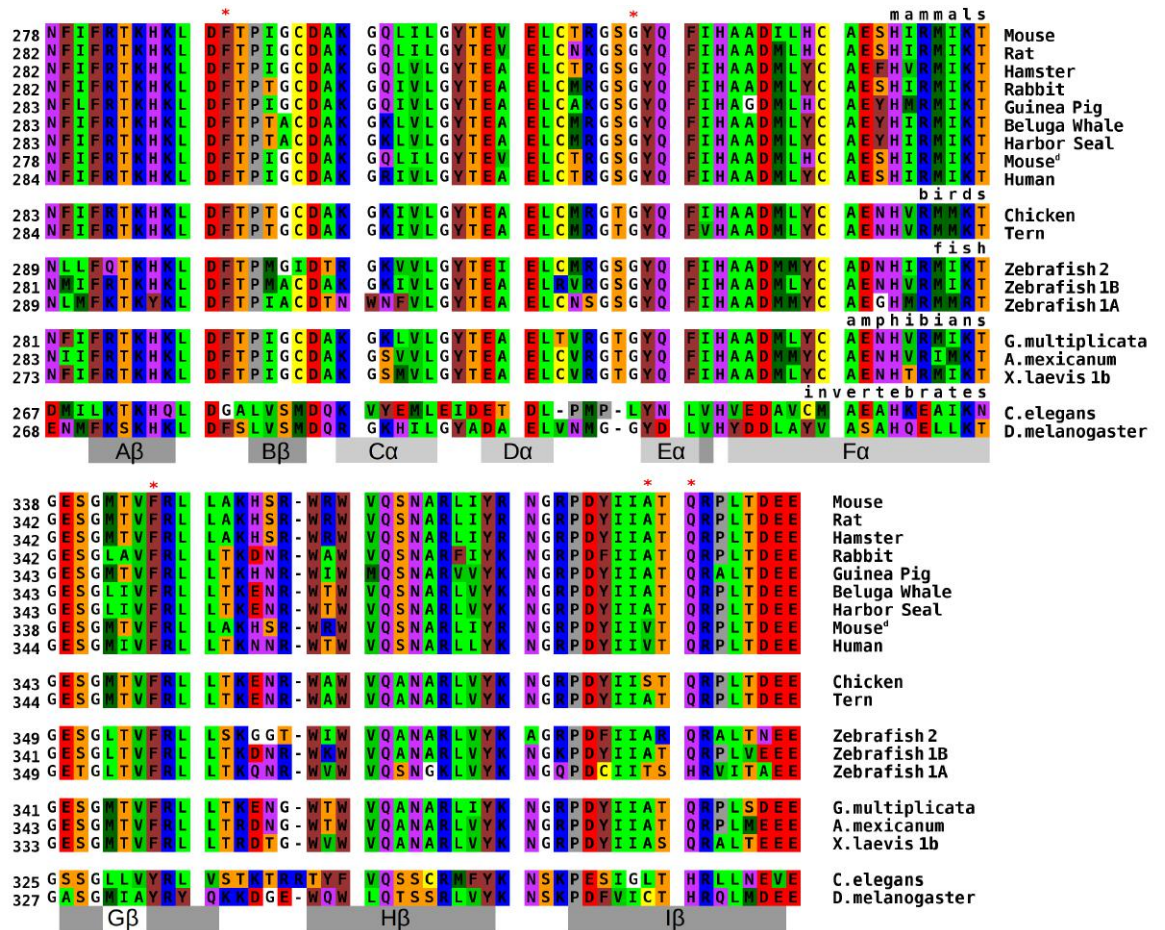 *
*
mammals
278 NFIFRTKHKL DFTPIGCDAK GQLILGYTEV ELCTRGSGYQ FIHAADMLHC AESHIRMIKT Mouse
282 NFIFRTKHKL DFTPIGCDAK GQLILGYTEV ELCNKGSGYQ FIHAADILHC AESHIRMIKT Rat
282 NFIFRTKHKL DFTPIGCDAK GQLVLGYTEA ELCTRGSGYQ FIHAADMLYC AEFHVRMIKT Hamster
282 NFIFRTKHKL DFTPTGCDAK GQIVLGYTEA ELCMRGSGYQ FIHAADMLYC AESHIRMIKT Rabbit
283 NFLFRTKHKL DFTPIGCDAK GQLVLGYTEA ELCAKGSGYQ FIHAGDMLHC AEYHMRMIKT Guinea Pig
283 NFIFRTKHKL DFTPTACDAK GKLVLGYTEA ELCMRGSGYQ FIHAADMLYC AEYHIRMIKT Beluga Whale
283 NFIFRTKHKL DFTPTACDAK GKLVLGYTEA ELCMRGSGYQ FIHAADMLYC AEYHIRMIKT Harbor Seal
278 NFIFRTKHKL DFTPIGCDAK GQLILGYTEV ELCTRGSGYQ FIHAADMLHC AESHIRMIKT Mouse^d
284 NFIFRTKHKL DFTPIGCDAK GRIVLGYTEA ELCTRGSGYQ FIHAADMLYC AESHIRMIKT Human
birds
283 NFIFRTKHKL DFTPTGCDAK GKIVLGYTEA ELCMRGTGYQ FIHAADMLYC AENHVRMMKT Chicken
284 NFIFRTKHKL DFTPTGCDAK GKIVLGYTEA ELCMRGTGYQ FVHAADMLYC AENHVRMMKT Tern
fish
289 NLLFQTKHKL DFTPMGIDTR GKVVLGYTEI ELCMRGSGYQ FIHAADMMYC ADNHIRMIKT Zebrafish 2
281 NMIFRTKHKL DFTPMACDAK GKIVLGYTEA ELRVRGSGYQ FIHAADMLYC AENHVRMIKT Zebrafish 1B
289 NLMFKTKYKL DFTPIACDTN WNFVLGYTEA ELCNSGSGYQ FIHAADMMYC AEGHMRMMRT Zebrafish 1A
amphibians
281 NFIFRTKHKL DFTPIGCDAK GKLVLGYTEA ELTVRGTGYQ FIHAADMLYC AENHVRMIKT G.multiplicata
283 NIIFRTKHKL DFTPIGCDAK GSVVLGYTEA ELCVRGTGYQ FIHAADMMYC AENHVRIMKT A.mexicanum
273 NFIFRTKHKL DFTPIGCDAK GSMVLGYTEA ELCVRGTGYQ FIHAADMLYC AENHTRMIKT X.laevis 1b
invertebrates
267 DMILKTKHQL DGALVSMDQK VYEMLEIDET DL-PMP-LYN LVHVEDAVCM AEAHKEAIKN C.elegans
268 ENMFKSKHKL DFSLVSMDQR GKHILGYADA ELVNMG-GYD LVHYDDLAYV ASAHQELLKT D.melanogaster
Aβ Bβ Cα Dα Eα Fα
* * *
338 GESGMTVFRL LAKHSR-WRW VQSNARLIYR NGRPDYIIAT QRPLTDEE Mouse
342 GESGMTVFRL LAKHSR-WRW VQSNARLIYR NGRPDYIIAT QRPLTDEE Rat
342 GESGMTVFRL LAKHSR-WRW VQSNARLIYR NGRPDYIIAT QRPLTDEE Hamster
342 GESGLAVFRL LTKDNR-WAW VQSNARFIYK NGRPDFIIAT QRPLTDEE Rabbit
343 GESGMTVFRL LTKHNR-WIW MQSNARVVYK NGRPDYIIAT QRALTDEE Guinea Pig
343 GESGLIVFRL LTKENR-WTW VQSNARLVYK NGRPDYIIAT QRPLTDEE Beluga Whale
343 GESGLIVFRL LTKENR-WTW VQSNARLVYK NGRPDYIIAT QRPLTDEE Harbor Seal
338 GESGMTVFRL LAKHSR-WRW VQSNARLIYR NGRPDYIIVT QRPLTDEE Mouse^d
344 GESGMIVFRL LTKNNR-WTW VQSNARLLYK NGRPDYIIVT QRPLTDEE Human
343 GESGMTVFRL LTKENR-WAW VQANARLVYK NGRPDYIIST QRPLTDEE Chicken
344 GESGMTVFRL LTKENR-WAW VQANARLVYK NGRPDYIIAT QRPLTDEE Tern
349 GESGLTVFRL LSKGGT-WIW VQANARLVYK AGRPDFIIAR QRALTNEE Zebrafish 2
341 GESGLTVFRL LTKDNR-WKW VQANARLVYK NGKPDYIIAT QRPLVEEE Zebrafish 1B
349 GETGLTVFRL LTKQNR-WVW VQSNGKLVYK NGQPDCIITS HRVITAEE Zebrafish 1A
341 GESGMTVFRL LTKENG-WTW VQANARLIYK NGRPDYIIAT QRPLSDEE G.multiplicata
343 GESGMTVFRL LTRDNG-WTW VQANARLVYK NGRPDYIIAT QRPLMEEE A.mexicanum
333 GESGMTVFRL LTRDTG-WVW VQANARLVYK NGRPDYIIAS QRALTEEE X.laevis 1b
325 GSSGLLVYRL VSTKTRRTYF VQSSCRMFYK NSKPESIGLT HRLLNEVE C.elegans
327 GASGMIAYRY QKKDGE-WQW LQTSSRLVYK NSKPDFVICT HRQLMDEE D.melanogaster
Gβ Hβ Iβ